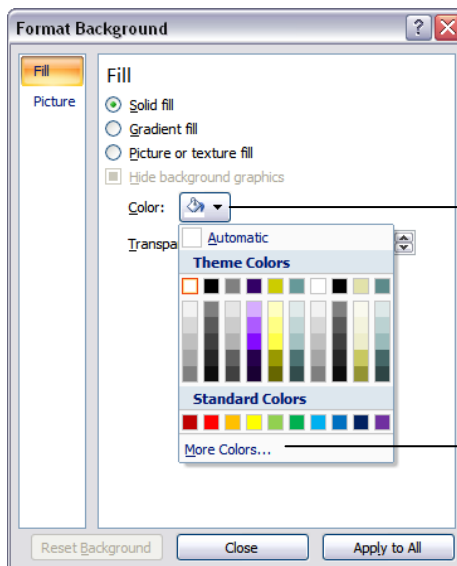 Format Background
Fill
Picture
Fill
Solid fill
Gradient fill
Picture or texture fill
Hide background graphics
Color:
Automatic
Transpa
Theme Colors
Standard Colors
More Colors...
Reset Background
Close
Apply to All